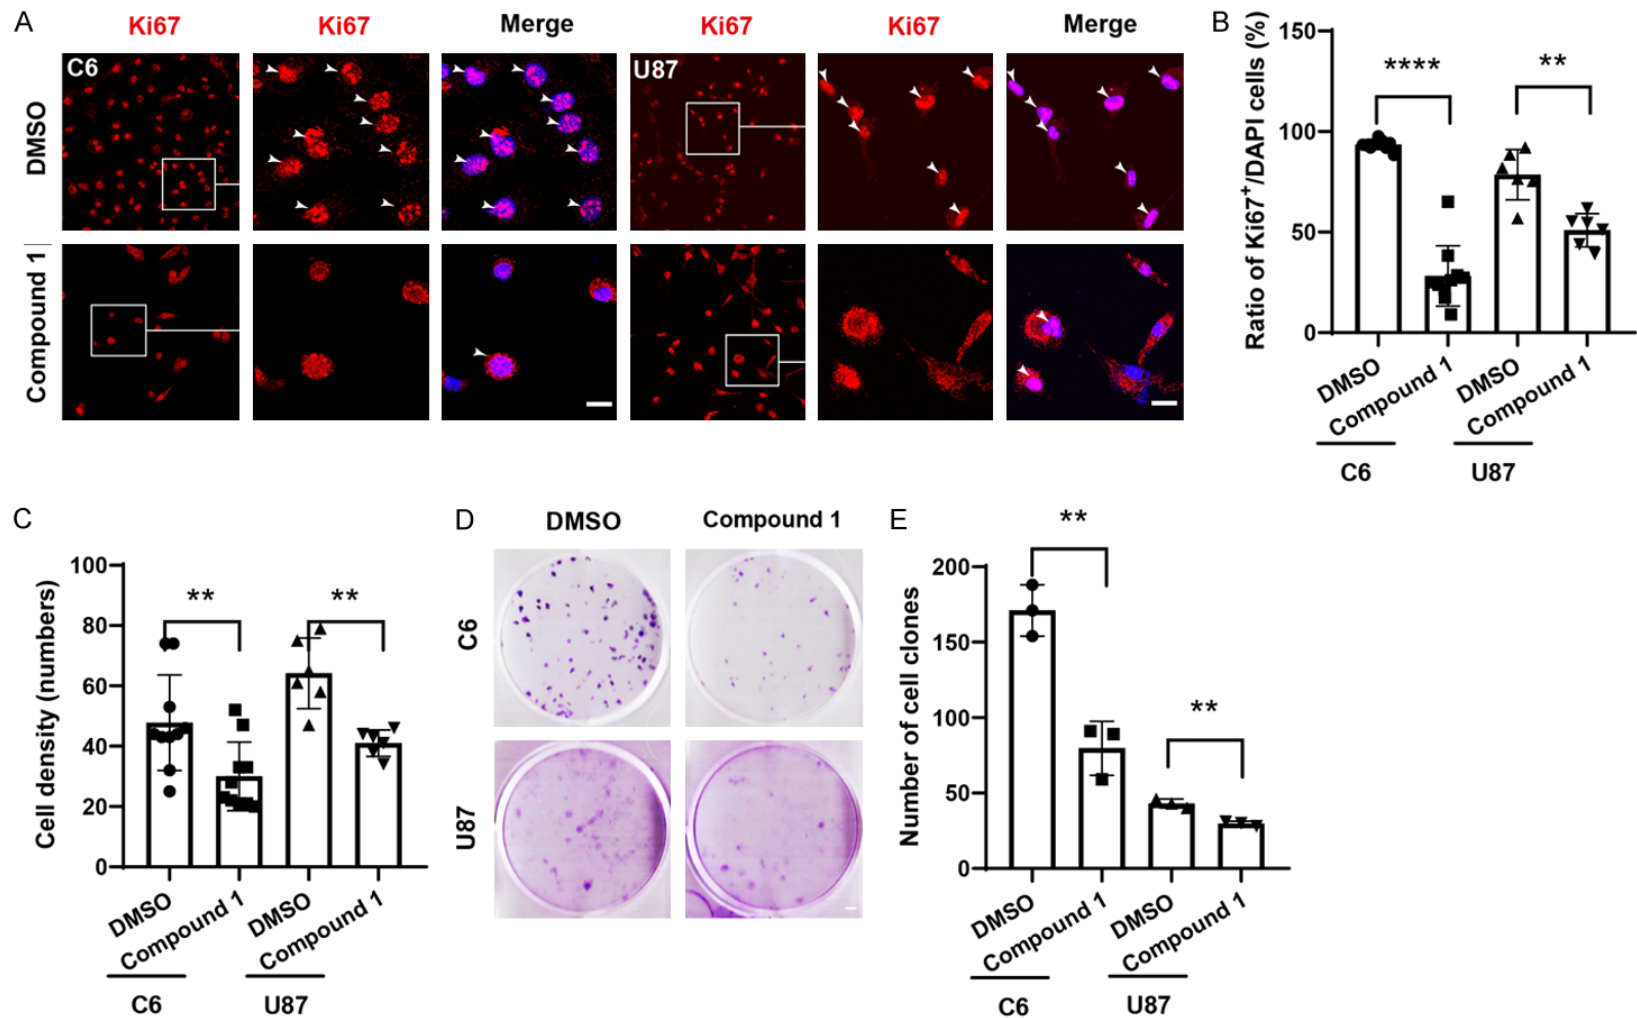 A
Ki67 Ki67 Merge Ki67 Ki67 Merge
DMSO
C6
U87
Compound 1
B
Ratio of Ki67⁺/DAPI cells (%)
150
100
50
0
**** **
DMSO Compound 1 DMSO Compound 1
C6 U87
C
Cell density (numbers)
100
80
60
40
20
0
** **
DMSO Compound 1 DMSO Compound 1
C6 U87
D
DMSO Compound 1
C6
U87
E
Number of cell clones
200
150
100
50
0
**
**
DMSO Compound 1 DMSO Compound 1
C6 U87